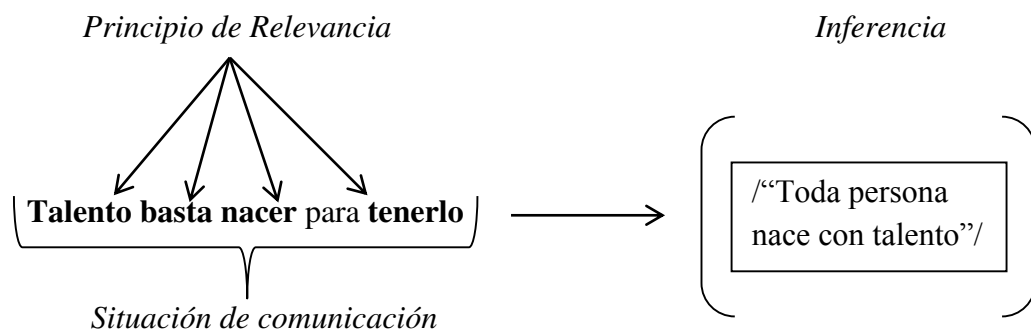 Principio de Relevancia
Inferencia
Talento basta nacer para tenerlo
/“Toda persona
nace con talento”/
Situación de comunicación